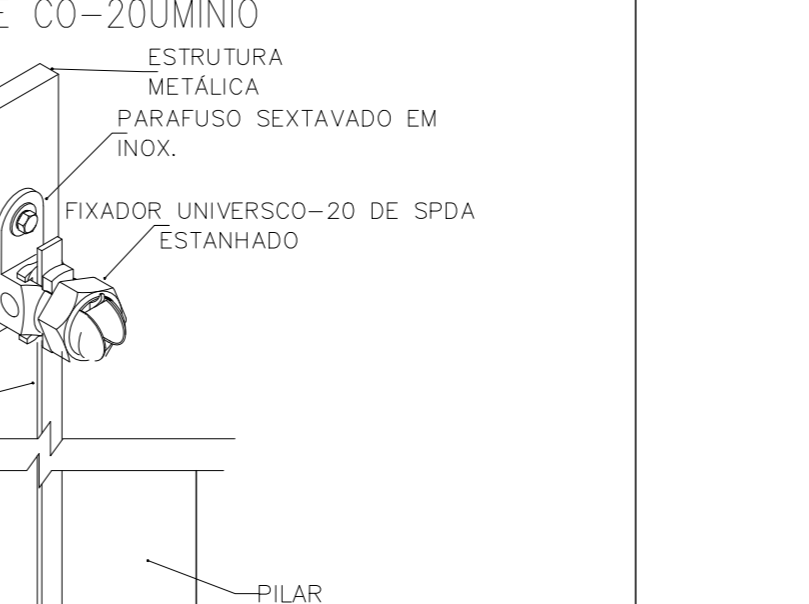 E CO-20UMINIO
ESTRUTURA
METÁLICA
PARAFUSO SEXTAVADO EM
INOX.
FIXADOR UNIVERSCO-20 DE SPDA
ESTANHADO
PILAR